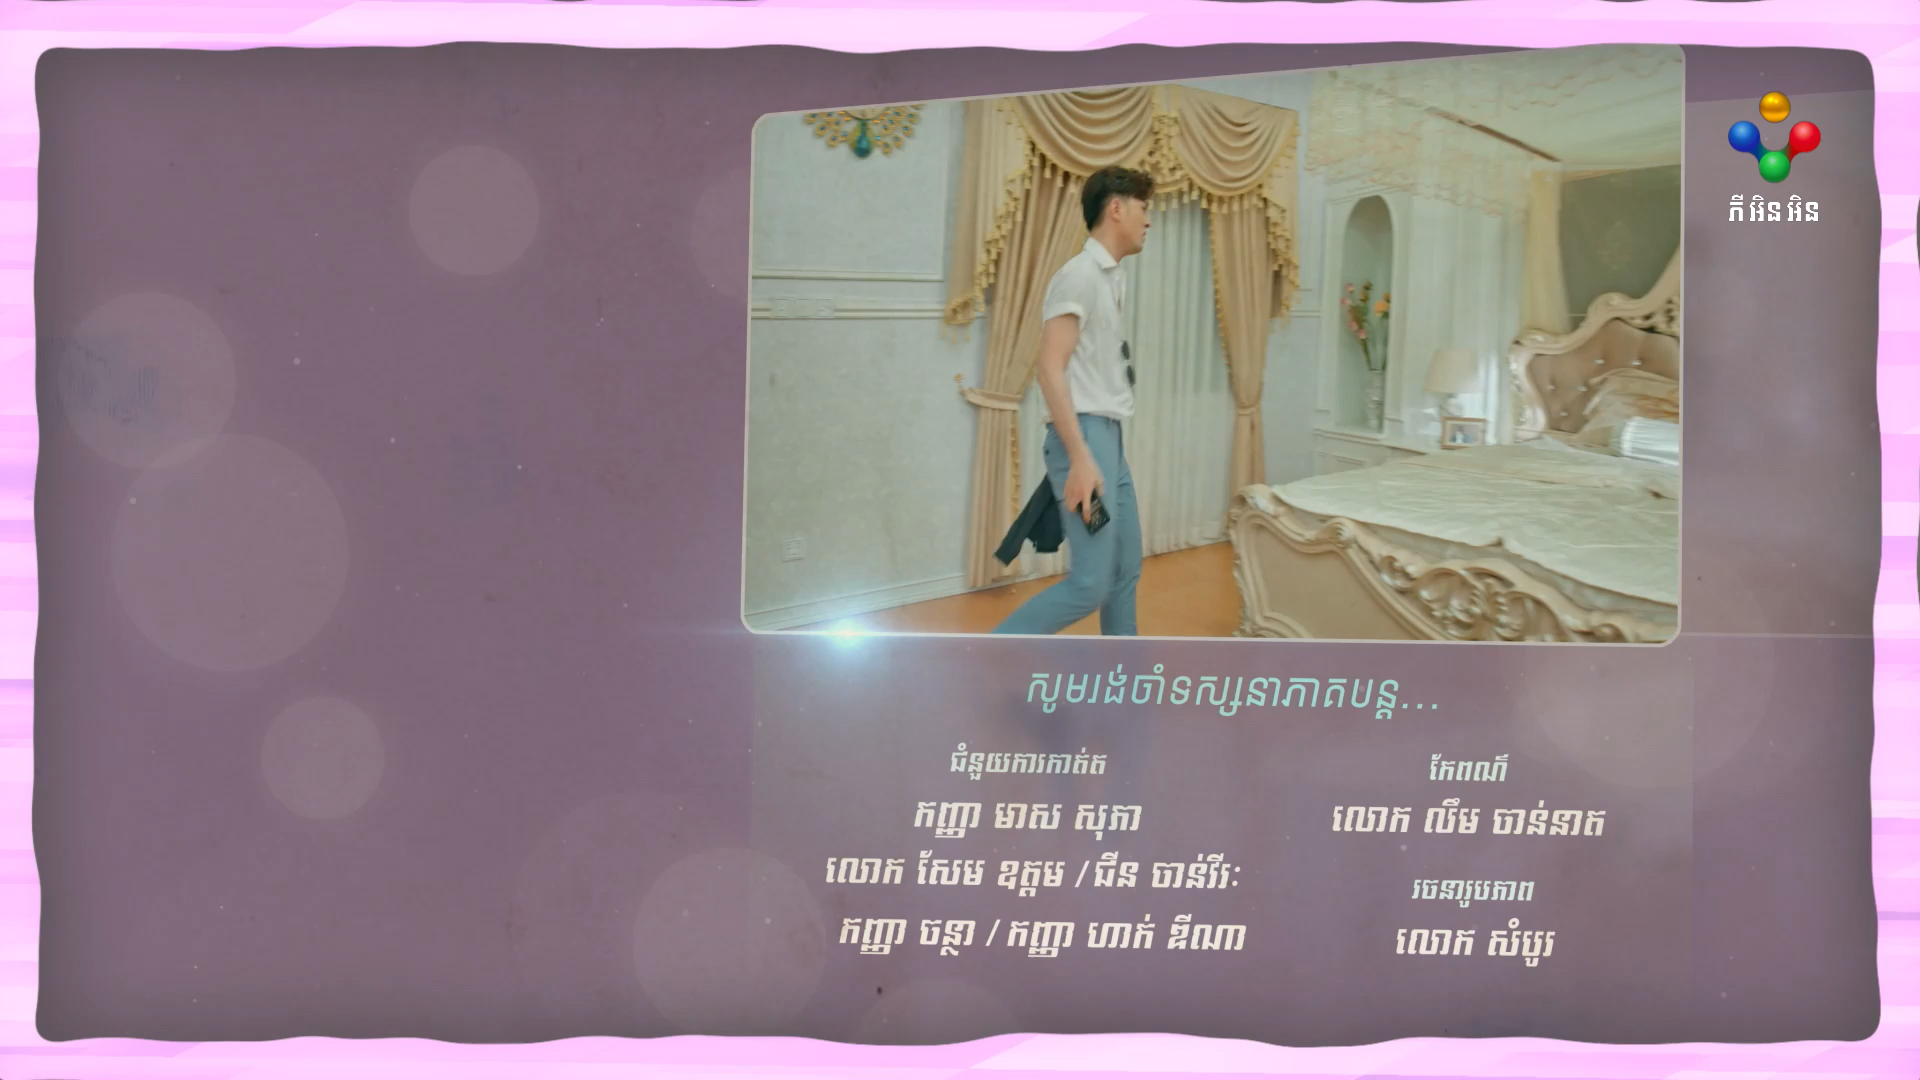 ភីអិនអិន
សូមរង់ចាំទស្សនាភាគបន្ត...
ជំនួយការកាត់ត
កញ្ញា មាស សុភា
លោក សែម ឧត្តម / ជីន ចាន់វីរៈ
កញ្ញា ចន្ថា / កញ្ញា ហាក់ ឌីណា
កែពណ៌
លោក លឹម ចាន់នាត
រចនារូបភាព
លោក សំបូរ